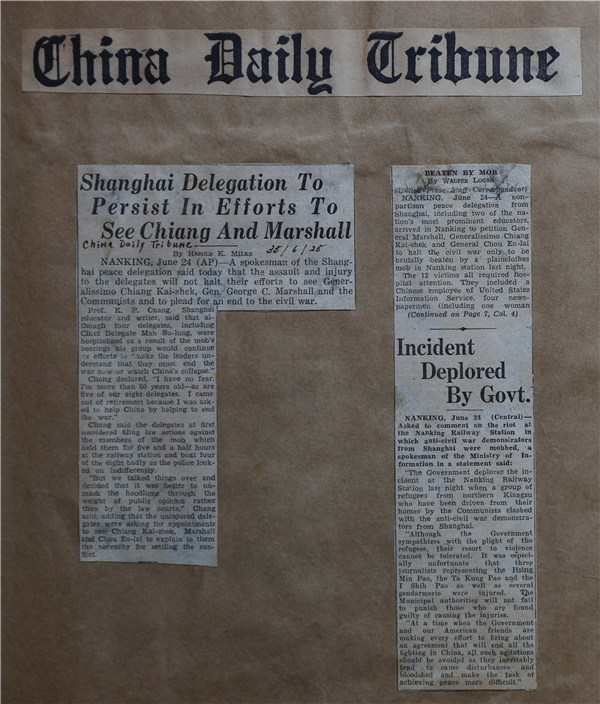 China Daily Tribune
Shanghai Delegation To
Persist In Efforts To
See Chiang And Marshall
China Daily Tribune 35/6/25
By Harold K. Milks
NANKING, June 24 (AP)—A spokesman of the Shang-
hai peace delegation said today that the assault and injury
to the delegates will not halt their efforts to see Gener-
alissimo Chiang Kai-shek, Gen. George C. Marshall and the
Communists and to plead for an end to the civil war.
Prof. K. P. Chang, Shanghai
educator and writer, said that al-
though four delegates, including
Chief Delegate Mah Su-lung, were
hospitalized as a result of the mob's
beatings his group would continue
its efforts to "make the leaders un-
derstand that they must end the
war now or watch China's collapse."
Chang declared, "I have no fear.
I'm more than 60 years old—as are
five of our eight delegates. I came
out of retirement because I was ask-
ed to help China by helping to end
the war."
Chang said the delegates at first
considered filing law actions against
the members of the mob which
held them for five and a half hours
at the railway station and beat four
of the eight badly as the police look-
ed on indifferently.
"But we talked things over and
decided that it was better to un-
mask the hoodlums through the
weight of public opinion rather
than by the law courts," Chang
said, adding that the uninjured dele-
gates were asking for appointments
to see Chiang Kai-shek, Marshall
and Chou En-lai to explain to them
the necessity for settling the con-
flict.
BEATEN BY MOB
By Walter Logan
(United Press Staff Correspondent)
NANKING, June 24—A non-
partisan peace delegation from
Shanghai, including two of the na-
tion's most prominent educators,
arrived in Nanking to petition Gen-
eral Marshall, Generalissimo Chiang
Kai-shek and General Chou En-lai
to halt the civil war only to be
brutally beaten by a plainclothes
mob in Nanking station last night.
The 12 victims all required hos-
pital attention. They included a
Chinese employee of United States
Information Service, four news-
papermen (including one woman
(Continued on Page 7, Col. 4)
Incident
Deplored
By Govt.
NANKING, June 24 (Central)—
Asked to comment on the riot at
the Nanking Railway Station in
which anti-civil war demonstrators
from Shanghai were mobbed, a
spokesman of the Ministry of In-
formation in a statement said:
"The Government deplores the in-
cident at the Nanking Railway
Station last night when a group of
refugees from northern Kiangsu
who have been driven from their
homes by the Communists clashed
with the anti-civil war demonstra-
tors from Shanghai.
"Although the Government
sympathizes with the plight of the
refugees, their resort to violence
cannot be tolerated. It was especi-
ally unfortunate that three
journalists representing the Hsing
Min Pao, the Ta Kung Pao and the
I Shih Pao as well as several
gendarmerie were injured. The
Municipal authorities will not fail
to punish those who are found
guilty of causing the injuries.
"At a time when the Government
and our American friends are
making every effort to bring about
an agreement that will end all the
fighting in China, all such agitations
should be avoided as they inevitably
tend to cause disturbances and
bloodshed and make the task of
achieving peace more difficult."